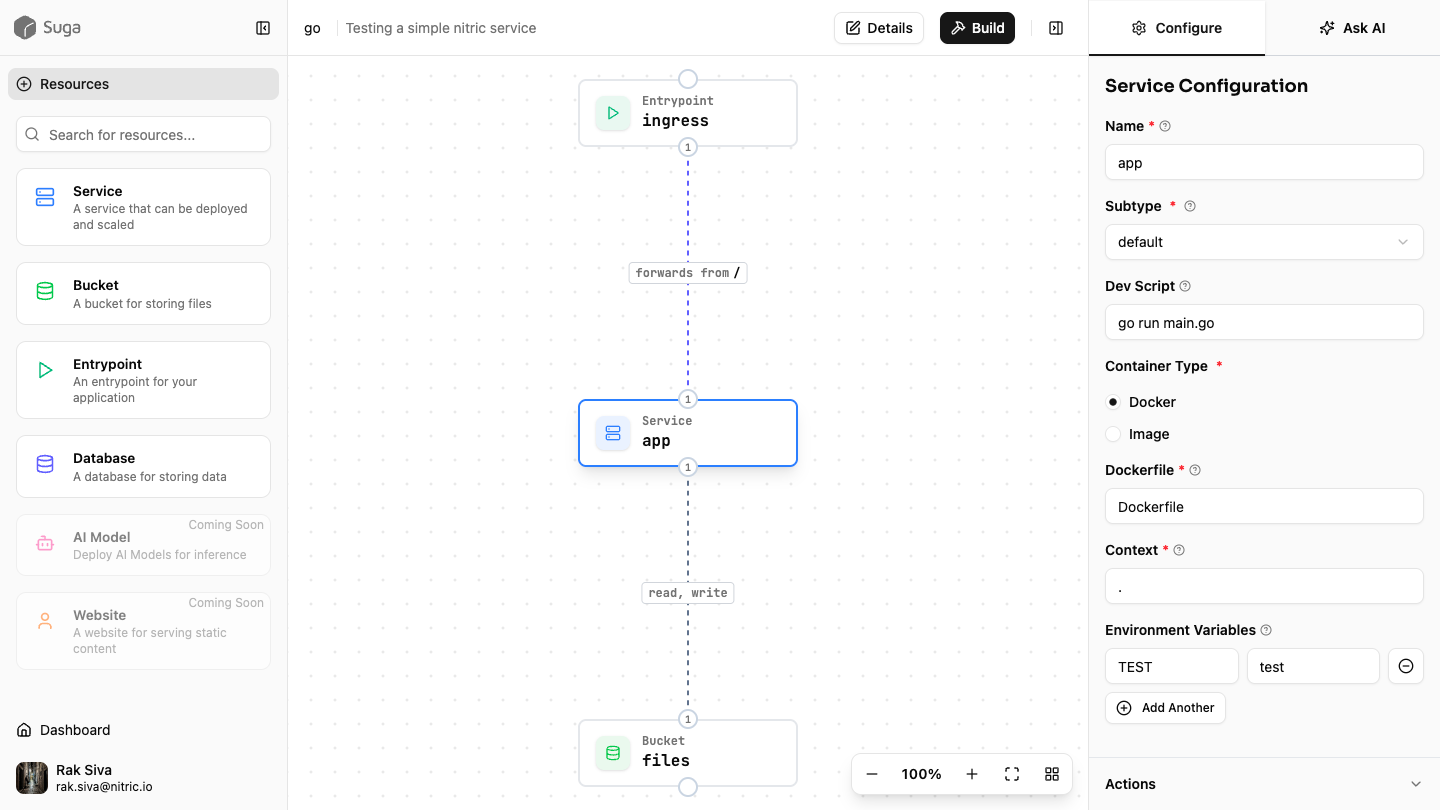 Suga
go
Testing a simple nitric service
Details
Build
Configure
Ask AI
Resources
Search for resources...
Service
A service that can be deployed
and scaled
Bucket
A bucket for storing files
Entrypoint
An entrypoint for your
application
Database
A database for storing data
Coming Soon
AI Model
Deploy AI Models for inference
Coming Soon
Website
A website for serving static
content
Dashboard
Rak Siva
rak.siva@nitric.io
Entrypoint
ingress
1
forwards from /
1
Service
app
1
read, write
1
Bucket
files
100%
Service Configuration
Name *
app
Subtype *
default
Dev Script
go run main.go
Container Type *
Docker
Image
Dockerfile *
Dockerfile
Context *
.
Environment Variables
TEST
test
Add Another
Actions